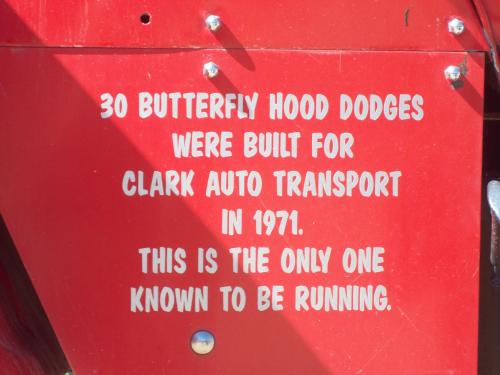 30 BUTTERFLY HOOD DODGES
WERE BUILT FOR
CLARK AUTO TRANSPORT
IN 1971.
THIS IS THE ONLY ONE
KNOWN TO BE RUNNING.